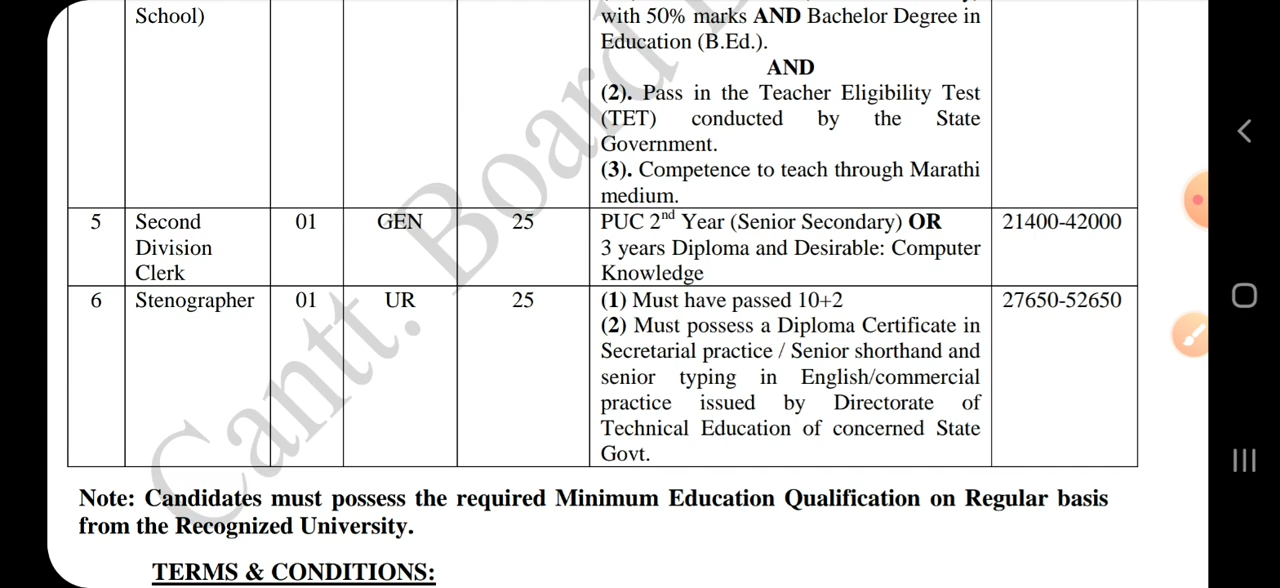 School)
with 50% marks AND Bachelor Degree in
Education (B.Ed.).
AND
(2). Pass in the Teacher Eligibility Test
(TET) conducted by the State
Government.
(3). Competence to teach through Marathi
medium.
5 Second 01 GEN 25 PUC 2nd Year (Senior Secondary) OR 21400-42000
Division 3 years Diploma and Desirable: Computer
Clerk Knowledge
6 Stenographer 01 UR 25 (1) Must have passed 10+2 27650-52650
(2) Must possess a Diploma Certificate in
Secretarial practice / Senior shorthand and
senior typing in English/commercial
practice issued by Directorate of
Technical Education of concerned State
Govt.
Note: Candidates must possess the required Minimum Education Qualification on Regular basis
from the Recognized University.
TERMS & CONDITIONS:
Cantt. Board